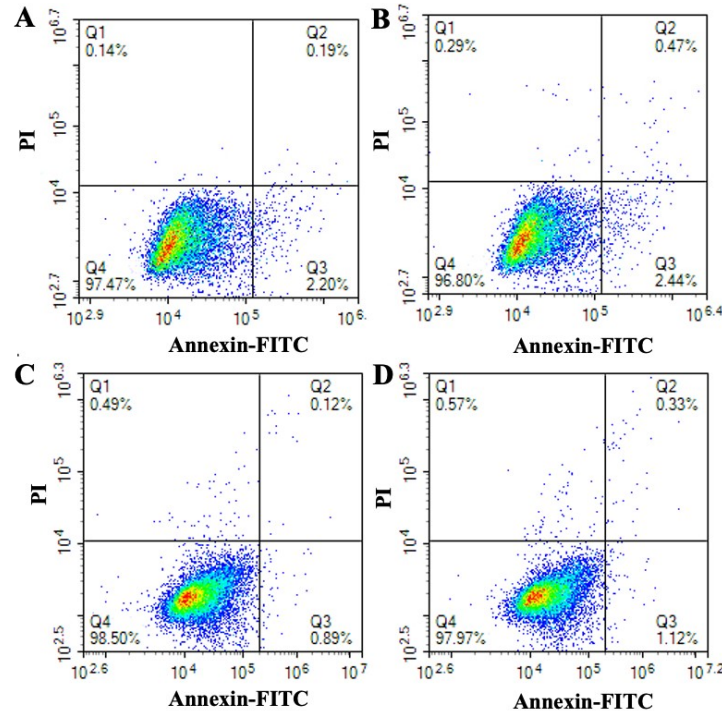 A
10^6.7
Q1
0.14%
Q2
0.19%
10^5
PI
10^4
Q4
97.47%
Q3
2.20%
10^2.7
10^2.9
10^4
10^5
10^6.
Annexin-FITC
B
10^6.7
Q1
0.29%
Q2
0.47%
10^5
PI
10^4
Q4
96.80%
Q3
2.44%
10^2.7
10^2.9
10^4
10^5
10^6.4
Annexin-FITC
C
10^6.3
Q1
0.49%
Q2
0.12%
10^5
PI
10^4
Q4
98.50%
Q3
0.89%
10^2.5
10^2.6
10^4
10^5
10^6
10^7
Annexin-FITC
D
10^6.3
Q1
0.57%
Q2
0.33%
10^5
PI
10^4
Q4
97.97%
Q3
1.12%
10^2.5
10^2.6
10^4
10^5
10^6
10^7.2
Annexin-FITC